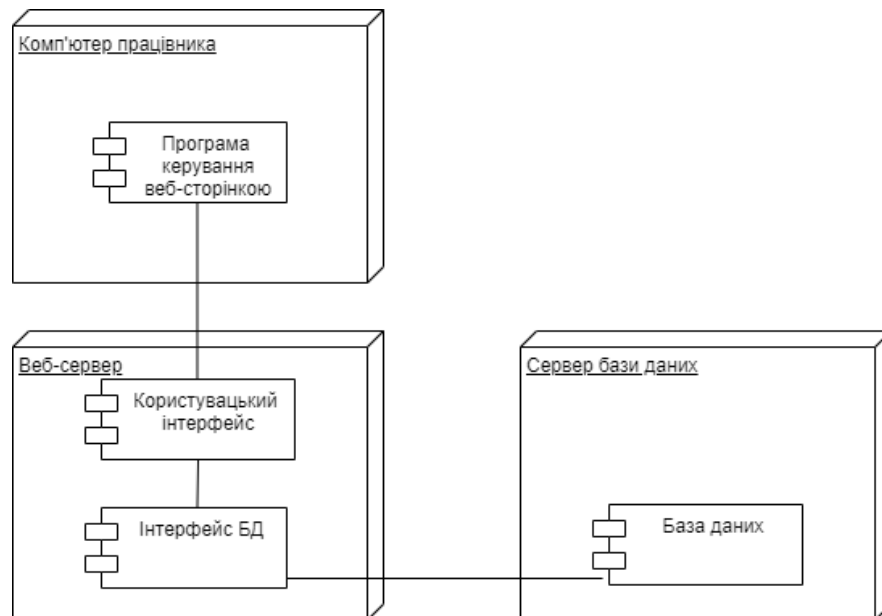 Комп'ютер працівника
Програма
керування
веб-сторінкою
Веб-сервер
Користувацький
інтерфейс
Інтерфейс БД
Сервер бази даних
База даних